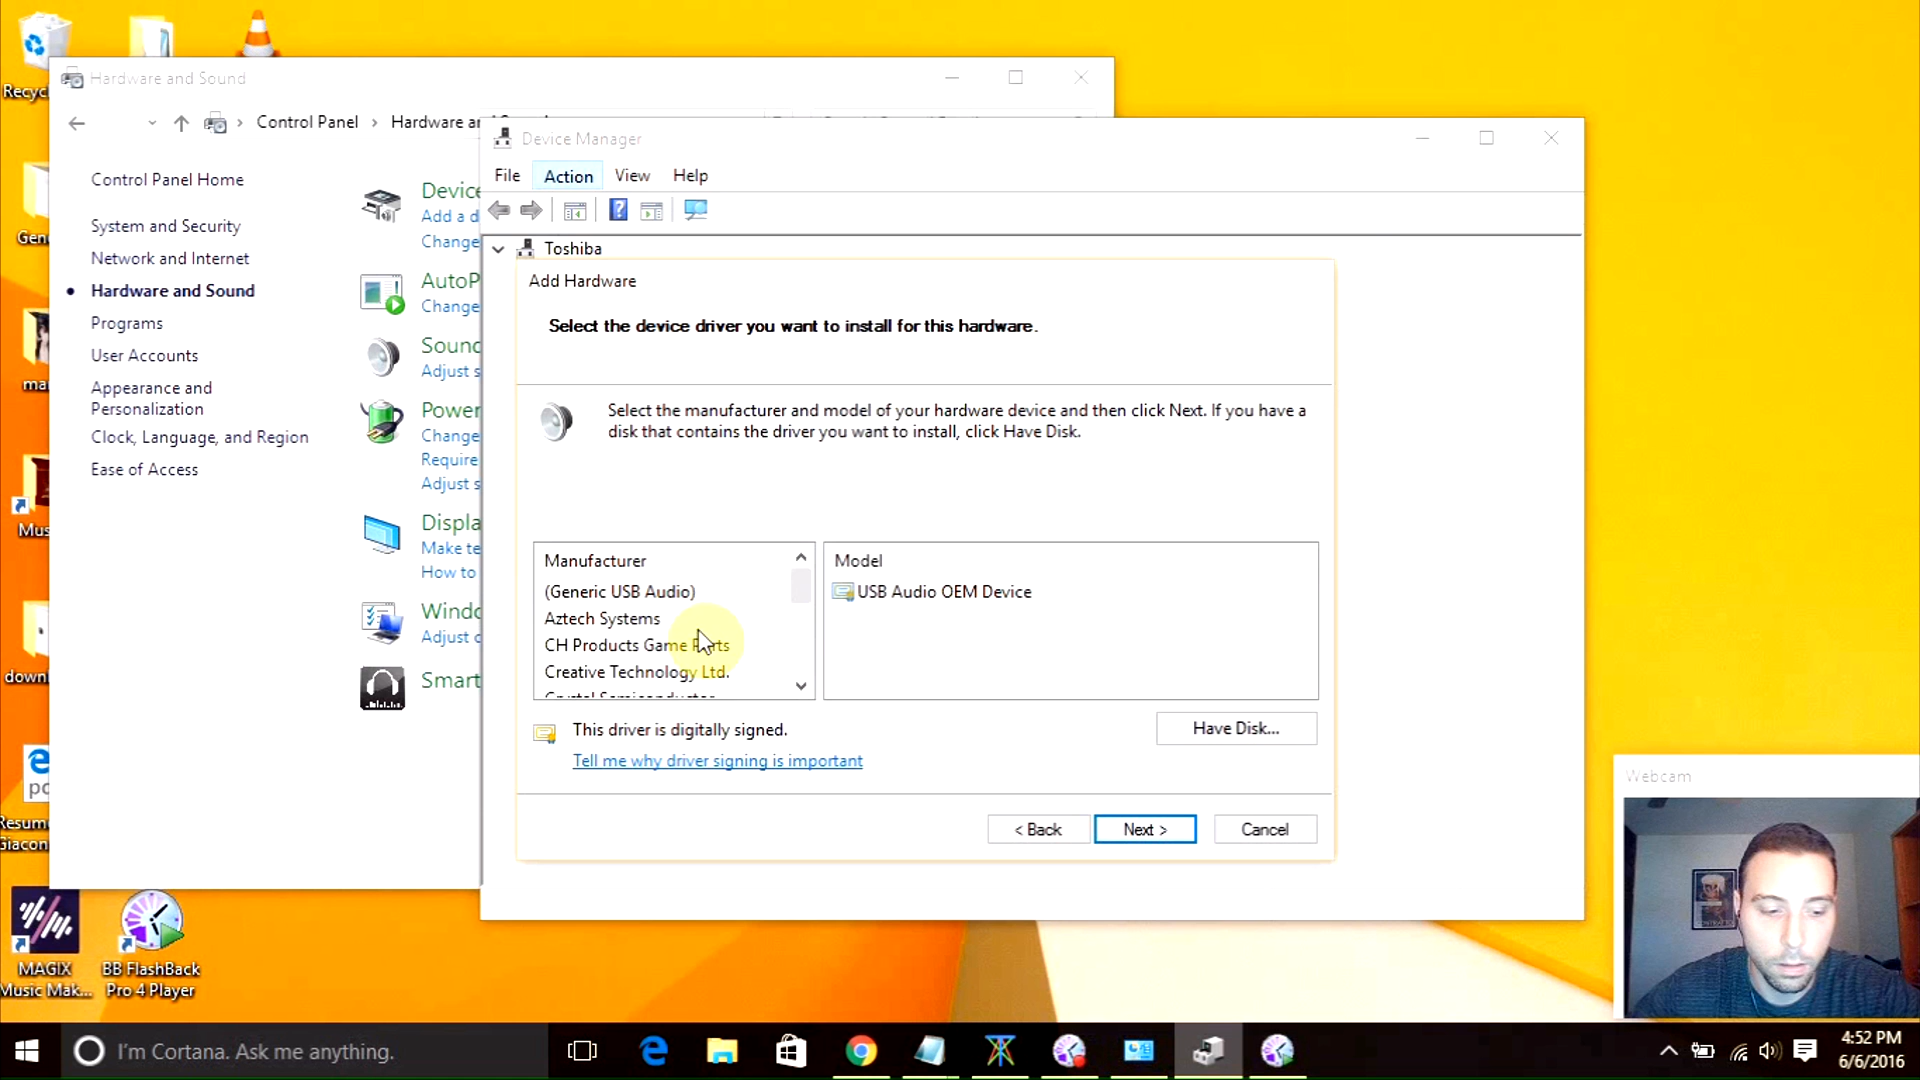 Recyc
Hardware and Sound
Control Panel
Hardware an
Control Panel Home
System and Security
Network and Internet
Hardware and Sound
Programs
User Accounts
Appearance and
Personalization
Clock, Language, and Region
Ease of Access
Device
Add a d
Change
AutoP
Change
Sound
Adjust s
Power
Change
Require
Adjust s
Displa
Make te
How to
Windo
Adjust c
Smart
Device Manager
File
Action
View
Help
Toshiba
Add Hardware
Select the device driver you want to install for this hardware.
Select the manufacturer and model of your hardware device and then click Next. If you have a
disk that contains the driver you want to install, click Have Disk.
Manufacturer
(Generic USB Audio)
Aztech Systems
CH Products Game Ports
Creative Technology Ltd.
Crystal Semiconductor
Model
USB Audio OEM Device
This driver is digitally signed.
Have Disk...
Tell me why driver signing is important
< Back
Next >
Cancel
Gene
ma
Mus
downl
Resum
Giacon
MAGIX
Music Mak...
BB FlashBack
Pro 4 Player
Webcam
I'm Cortana. Ask me anything.
4:52 PM
6/6/2016